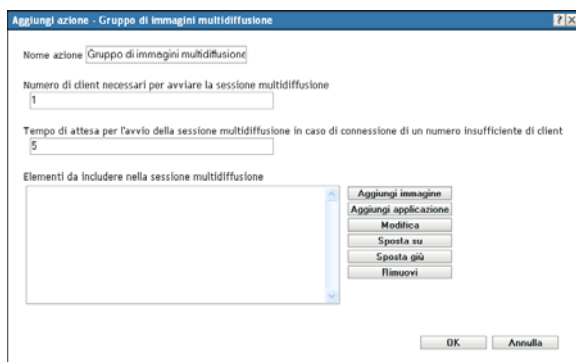 Aggiungi azione - Gruppo di immagini multidiffusione
Nome azione Gruppo di immagini multidiffusione
Numero di client necessari per avviare la sessione multidiffusione
1
Tempo di attesa per l'avvio della sessione multidiffusione in caso di connessione di un numero insufficiente di client
5
Elementi da includere nella sessione multidiffusione
Aggiungi immagine
Aggiungi applicazione
Modifica
Sposta su
Sposta giù
Rimuovi
OK Annulla